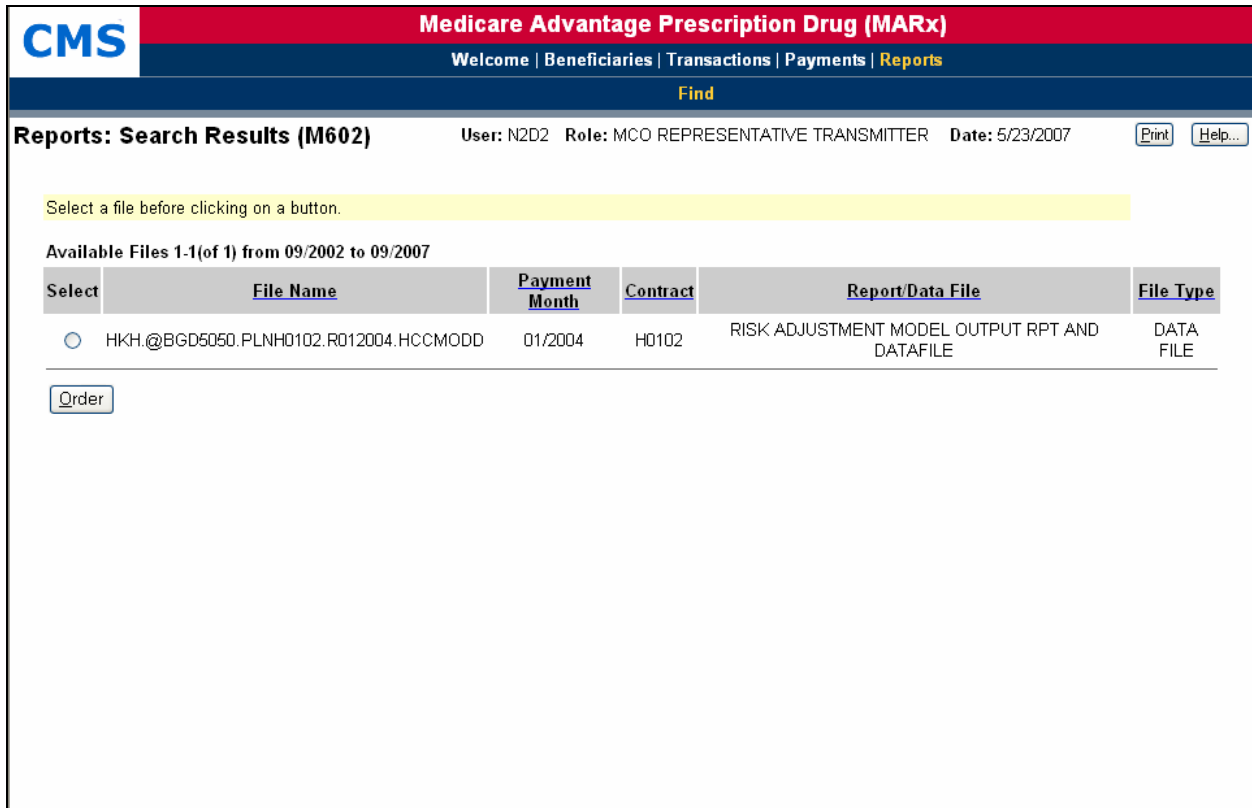 CMS
Medicare Advantage Prescription Drug (MARx)
Welcome | Beneficiaries | Transactions | Payments | Reports
Find
Reports: Search Results (M602) User: N2D2 Role: MCO REPRESENTATIVE TRANSMITTER Date: 5/23/2007 Print Help...
Select a file before clicking on a button.
Available Files 1-1(of 1) from 09/2002 to 09/2007
Select File Name Payment Month Contract Report/Data File File Type
HKH.@BGD5050.PLNH0102.R012004.HCCMODD 01/2004 H0102 RISK ADJUSTMENT MODEL OUTPUT RPT AND DATAFILE DATA FILE
Order